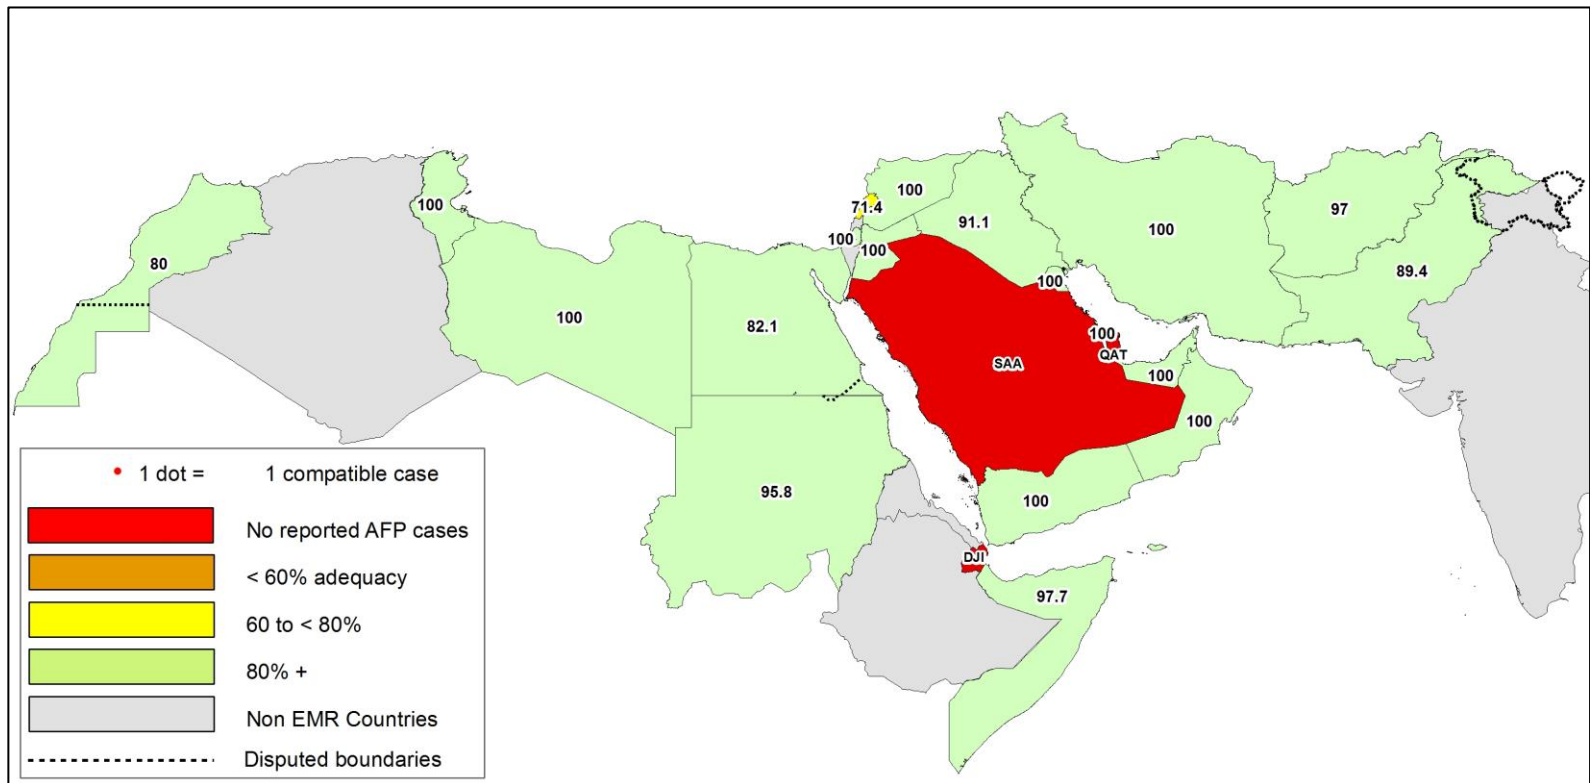 100
100
71.4
97
80
100
100
91.1
100
100
89.4
100
82.1
100
SAA
QAT
100
100
95.8
100
DJI
97.7
1 dot = 1 compatible case
No reported AFP cases
< 60% adequacy
60 to < 80%
80% +
Non EMR Countries
Disputed boundaries